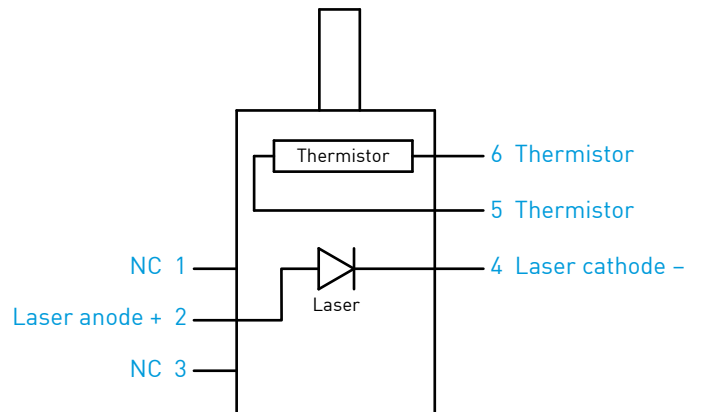 Thermistor
6 Thermistor
5 Thermistor
NC 1
4 Laser cathode –
Laser
Laser anode + 2
NC 3